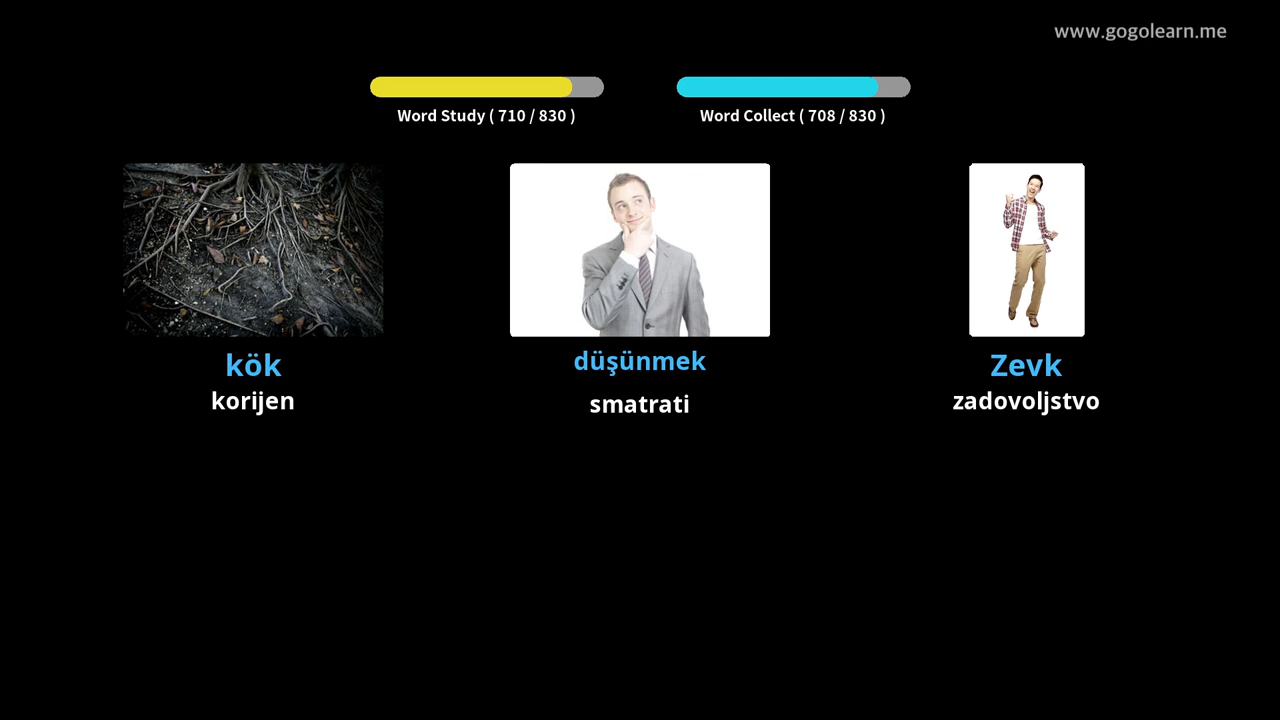 www.gogolearn.me
Word Study ( 710 / 830 )
Word Collect ( 708 / 830 )
kök
düşünmek
Zevk
korijen
smatrati
zadovoljstvo